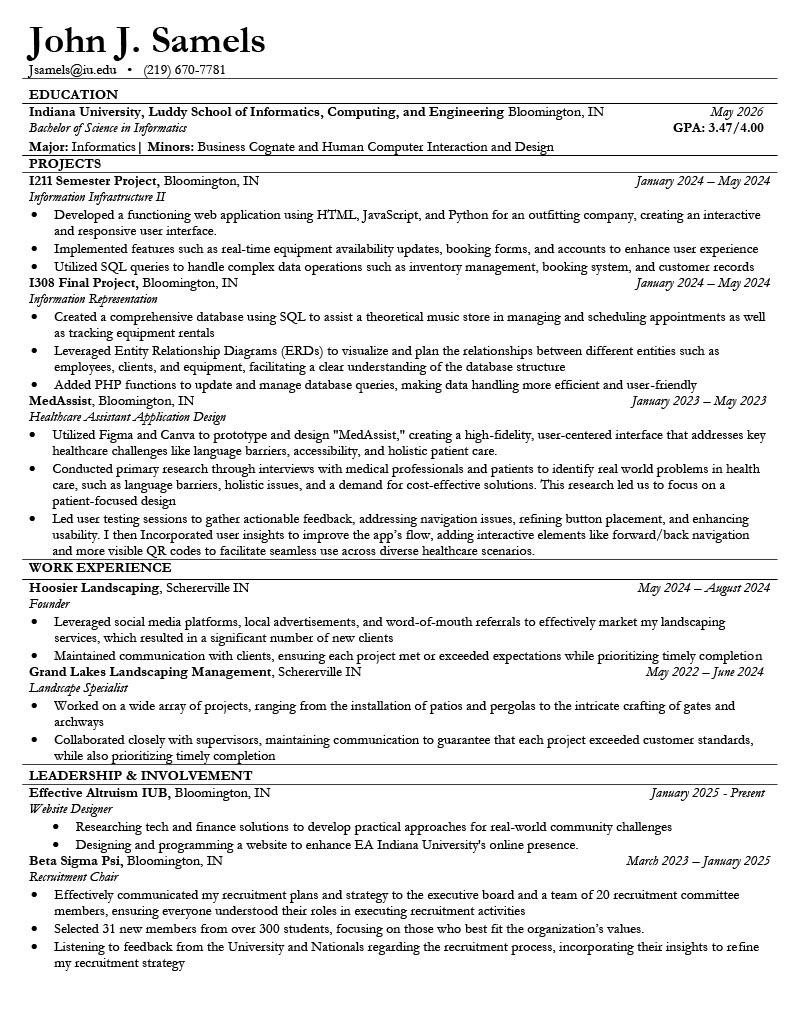 John J. Samels
Jsamels@iu.edu • (219) 670-7781
EDUCATION
Indiana University, Luddy School of Informatics, Computing, and Engineering Bloomington, IN May 2026
Bachelor of Science in Informatics GPA: 3.47/4.00
Major: Informatics| Minors: Business Cognate and Human Computer Interaction and Design
PROJECTS
I211 Semester Project, Bloomington, IN January 2024 – May 2024
Information Infrastructure II
• Developed a functioning web application using HTML, JavaScript, and Python for an outfitting company, creating an interactive
and responsive user interface.
• Implemented features such as real-time equipment availability updates, booking forms, and accounts to enhance user experience
• Utilized SQL queries to handle complex data operations such as inventory management, booking system, and customer records
I308 Final Project, Bloomington, IN January 2024 – May 2024
Information Representation
• Created a comprehensive database using SQL to assist a theoretical music store in managing and scheduling appointments as well
as tracking equipment rentals
• Leveraged Entity Relationship Diagrams (ERDs) to visualize and plan the relationships between different entities such as
employees, clients, and equipment, facilitating a clear understanding of the database structure
• Added PHP functions to update and manage database queries, making data handling more efficient and user-friendly
MedAssist, Bloomington, IN January 2023 – May 2023
Healthcare Assistant Application Design
• Utilized Figma and Canva to prototype and design "MedAssist," creating a high-fidelity, user-centered interface that addresses key
healthcare challenges like language barriers, accessibility, and holistic patient care.
• Conducted primary research through interviews with medical professionals and patients to identify real world problems in health
care, such as language barriers, holistic issues, and a demand for cost-effective solutions. This research led us to focus on a
patient-focused design
• Led user testing sessions to gather actionable feedback, addressing navigation issues, refining button placement, and enhancing
usability. I then Incorporated user insights to improve the app’s flow, adding interactive elements like forward/back navigation
and more visible QR codes to facilitate seamless use across diverse healthcare scenarios.
WORK EXPERIENCE
Hoosier Landscaping, Schererville IN May 2024 – August 2024
Founder
• Leveraged social media platforms, local advertisements, and word-of-mouth referrals to effectively market my landscaping
services, which resulted in a significant number of new clients
• Maintained communication with clients, ensuring each project met or exceeded expectations while prioritizing timely completion
Grand Lakes Landscaping Management, Schererville IN May 2022 – June 2024
Landscape Specialist
• Worked on a wide array of projects, ranging from the installation of patios and pergolas to the intricate crafting of gates and
archways
• Collaborated closely with supervisors, maintaining communication to guarantee that each project exceeded customer standards,
while also prioritizing timely completion
LEADERSHIP & INVOLVEMENT
Effective Altruism IUB, Bloomington, IN January 2025 - Present
Website Designer
• Researching tech and finance solutions to develop practical approaches for real-world community challenges
• Designing and programming a website to enhance EA Indiana University's online presence.
Beta Sigma Psi, Bloomington, IN March 2023 – January 2025
Recruitment Chair
• Effectively communicated my recruitment plans and strategy to the executive board and a team of 20 recruitment committee
members, ensuring everyone understood their roles in executing recruitment activities
• Selected 31 new members from over 300 students, focusing on those who best fit the organization’s values.
• Listening to feedback from the University and Nationals regarding the recruitment process, incorporating their insights to refine
my recruitment strategy